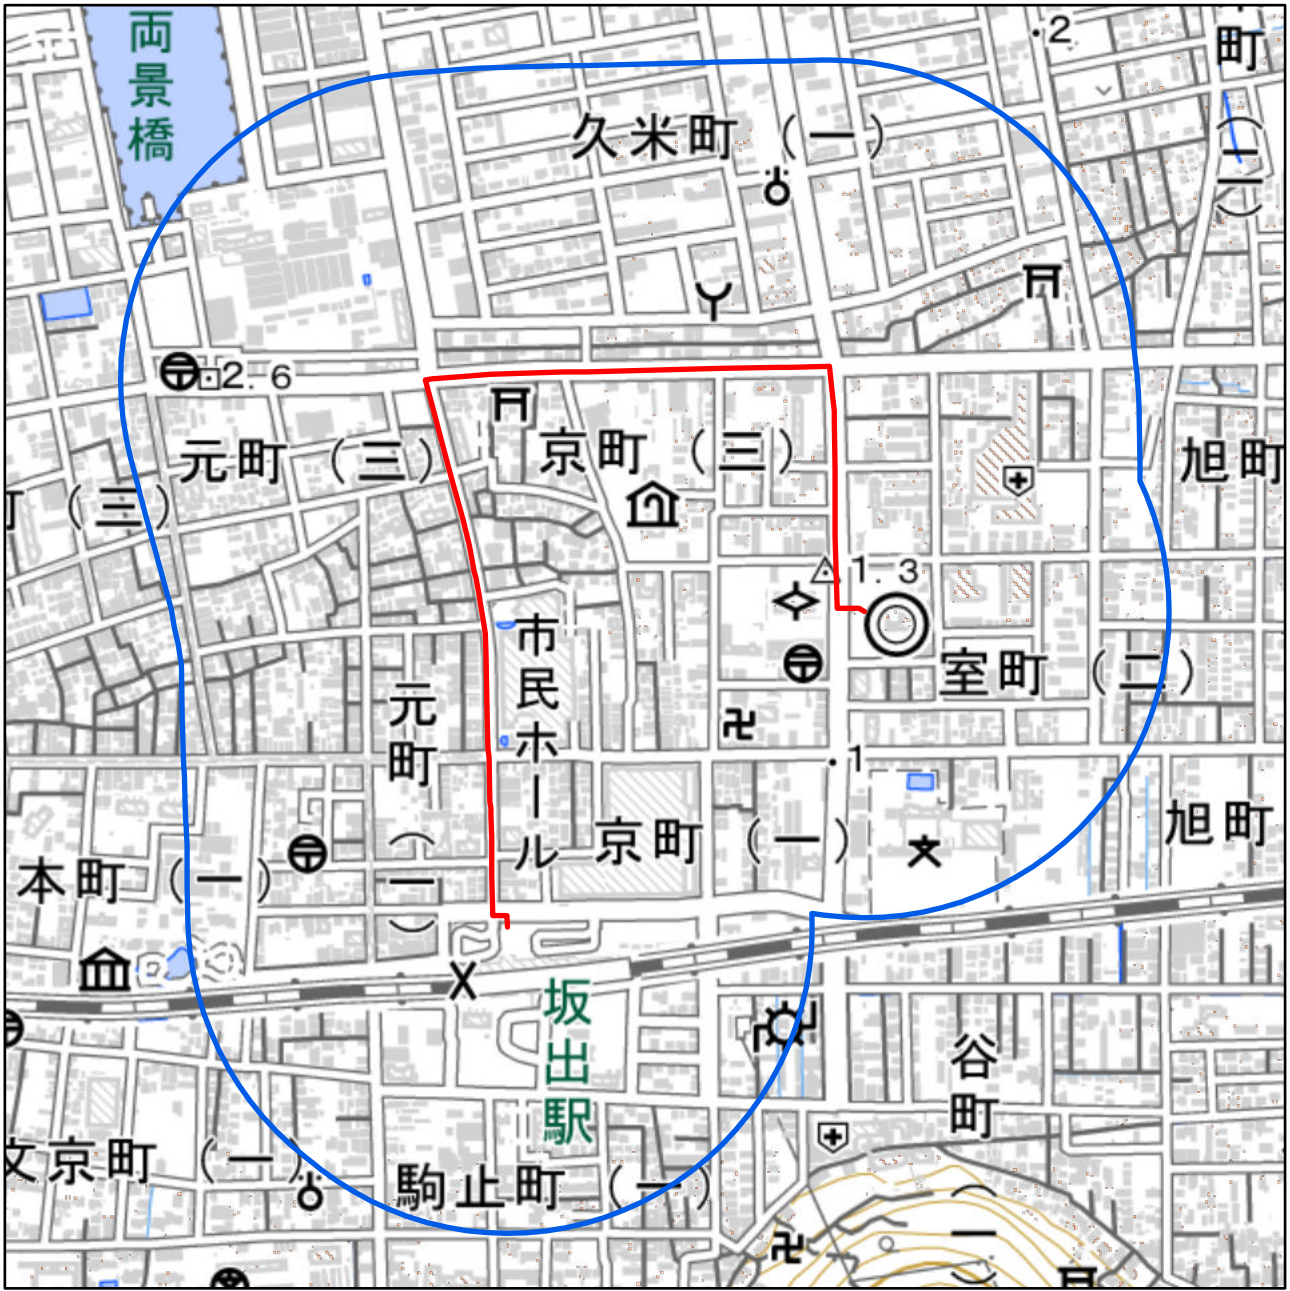 両景橋
・2
町(二)
久米町(一)
2.6
元町(三)
京町(三)
旭町
(三)
1.3
市民ホール
室町(二)
元町(一)
・1
京町(一)
旭町
本町(一)
坂出駅
谷町(一)
文京町(一)
駒止町(一)